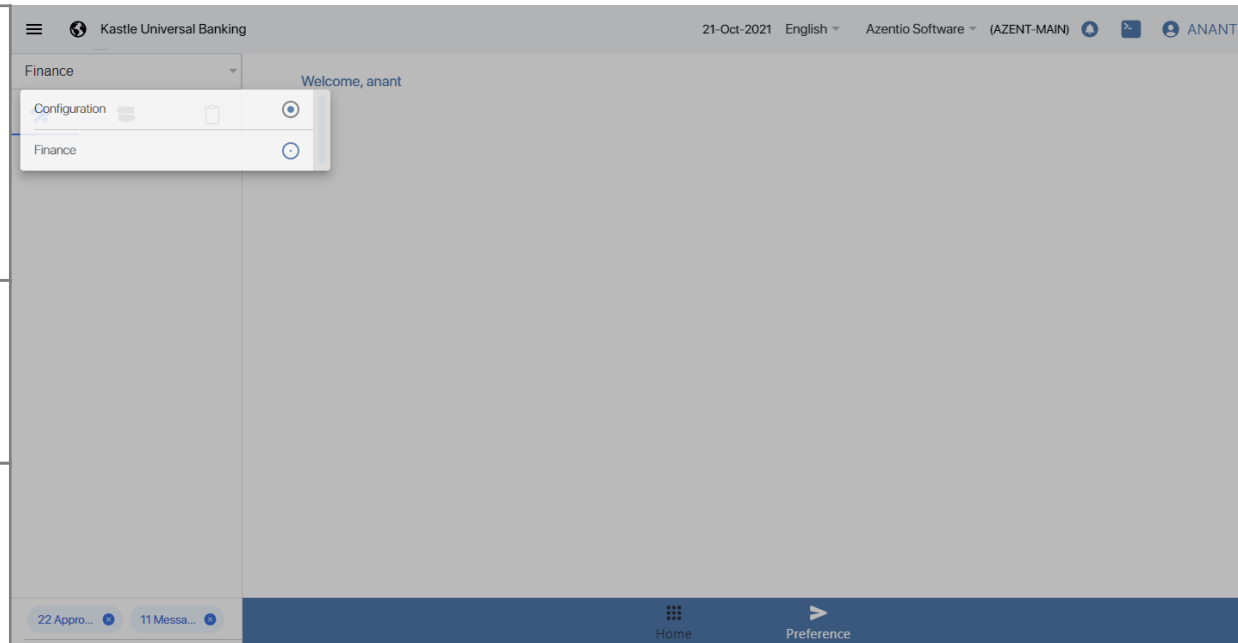 Kastle Universal Banking 21-Oct-2021 English Azentio Software (AZENT-MAIN) ANANT
Finance
Welcome, anant
Configuration
Finance
22 Appro... 11 Messa...
Home Preference